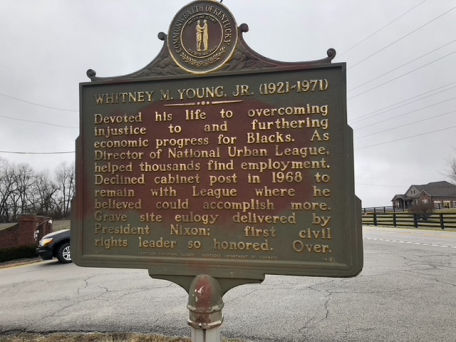 COMMONWEALTH OF KENTUCKY
WHITNEY M. YOUNG, JR. (1921-1971)
Devoted his life to overcoming
injustice to and furthering
economic progress for Blacks. As
Director of National Urban League,
helped thousands find employment.
Declined cabinet post in 1968 to
remain with League where he
believed could accomplish more.
Grave site eulogy delivered by
President Nixon; first civil
rights leader so honored. Over.